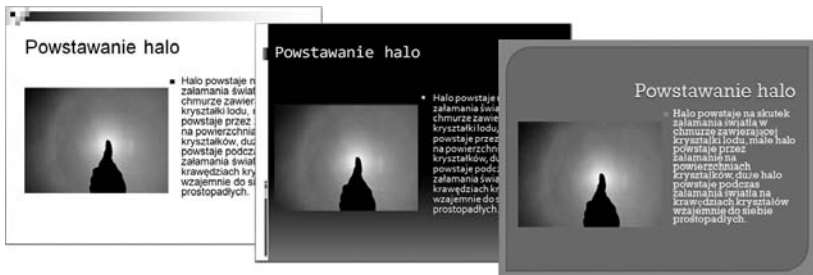 Powstawanie halo
Halo powstaje n
załamania świat
chmurze zawier
kryształki lodu,
powstaje przez
na powierzchnia
kryształków, du
powstaje podcza
załamania świat
krawędziach kry
wzajemnie do si
prostopadłych.
Powstawanie halo
Halo powstaje
załamania świa
chmurze zawie
kryształki lodu,
powstaje przez
na powierzchni
kryształków, du
powstaje podcz
załamania świa
krawędziach kr
wzajemnie do s
prostopadłych.
Powstawanie halo
Halo powstaje na skutek
załamania światła w
chmurze zawierającej
kryształki lodu, małe halo
powstaje przez
załamanie na
powierzchniach
kryształków, duże halo
powstaje podczas
załamania światła na
krawędziach kryształów
wzajemnie do siebie
prostopadłych.